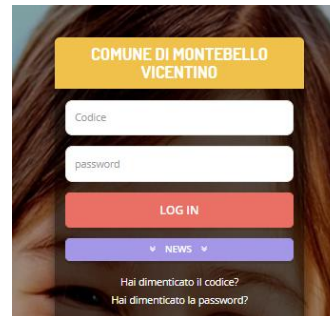 COMUNE DI MONTEBELLO
VICENTINO
Codice
password
LOG IN
NEWS
Hai dimenticato il codice?
Hai dimenticato la password?